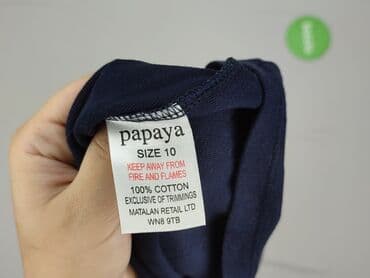 papaya
SIZE 10
KEEP AWAY FROM
FIRE AND FLAMES
100% COTTON
EXCLUSIVE OF TRIMMINGS
MATALAN RETAIL LTD
WN8 9TB